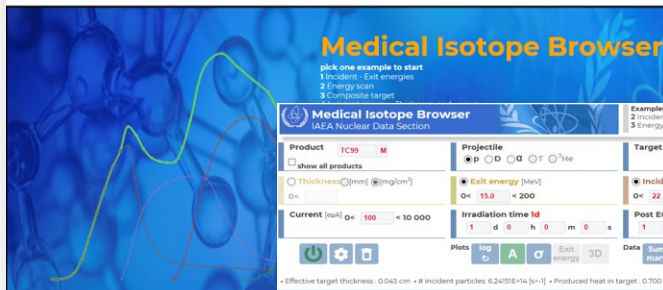 Medical Isotope Browser
pick one example to start
1 Incident - Exit energies
2 Energy scan
3 Composite target
Medical Isotope Browser
IAEA Nuclear Data Section
Example
2 Inciden
3 Energy
Product TC99 M
show all products
Projectile
p D α T ³He
Target
Thickness [mm] [mg/cm²]
0<
Exit energy [MeV]
0< 15.0 < 200
Incid
0< 22
Current [eμA] 0< 100 < 10 000
Irradiation time 1d
1 d 0 h 0 m 0 s
Post E
1
Plots log ↻ A σ Exit energy 3D
Data Sum mary
• Effective target thickness : 0.045 cm • # incident particles: 6.24151E+14 [s^-1] • Produced heat in target : 0.700